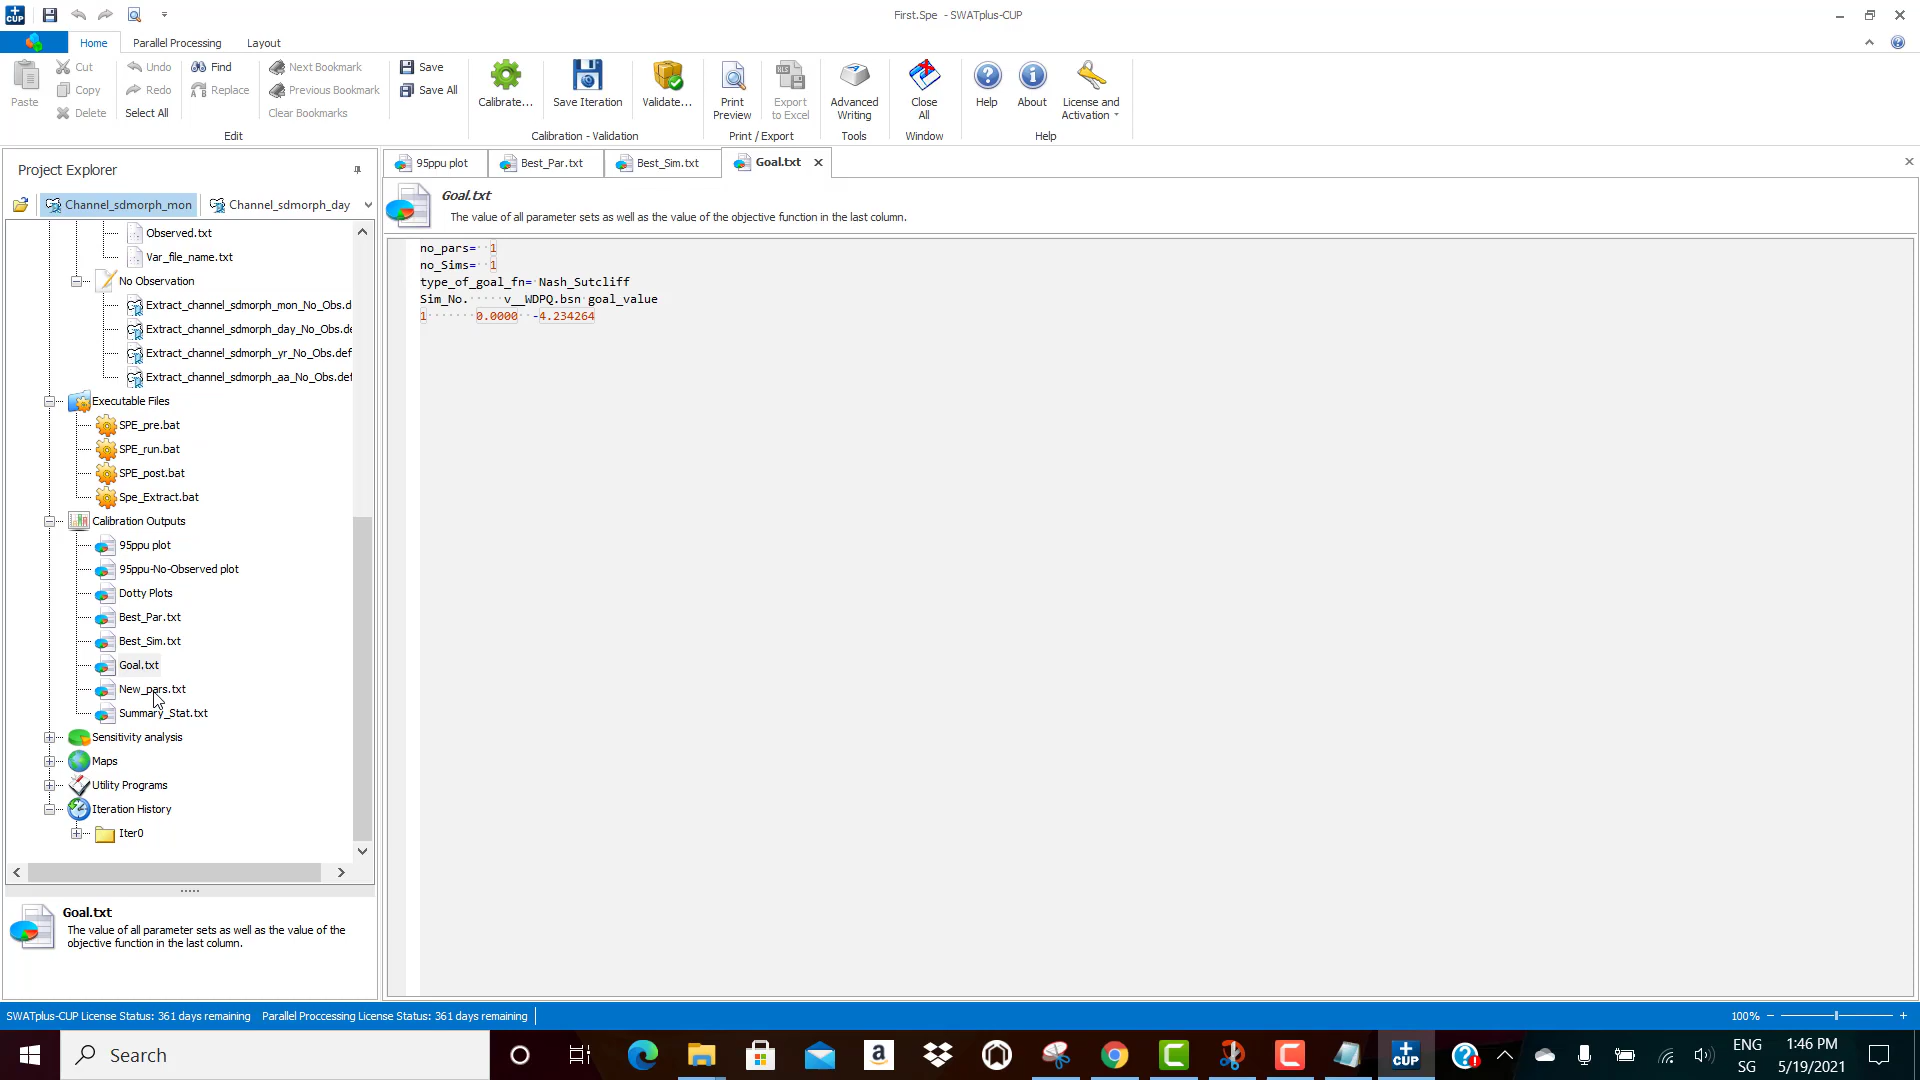 First.Spe - SWATplus-CUP
Home Parallel Processing Layout
Paste
Cut
Copy
Delete
Undo
Redo
Select All
Find
Replace
Next Bookmark
Previous Bookmark
Clear Bookmarks
Edit
Save
Save All
Calibrate...
Save Iteration
Validate...
Calibration - Validation
Print Preview
Export to Excel
Print / Export
Advanced Writing
Tools
Close All
Window
Help
About
License and Activation
Help
Project Explorer
Channel_sdmorph_mon Channel_sdmorph_day
Observed.txt
Var_file_name.txt
No Observation
Extract_channel_sdmorph_mon_No_Obs.d
Extract_channel_sdmorph_day_No_Obs.de
Extract_channel_sdmorph_yr_No_Obs.def
Extract_channel_sdmorph_aa_No_Obs.def
Executable Files
SPE_pre.bat
SPE_run.bat
SPE_post.bat
Spe_Extract.bat
Calibration Outputs
95ppu plot
95ppu-No-Observed plot
Dotty Plots
Best_Par.txt
Best_Sim.txt
Goal.txt
New_pars.txt
Summary_Stat.txt
Sensitivity analysis
Maps
Utility Programs
Iteration History
Iter0
Goal.txt
The value of all parameter sets as well as the value of the
objective function in the last column.
95ppu plot Best_Par.txt Best_Sim.txt Goal.txt
Goal.txt
The value of all parameter sets as well as the value of the objective function in the last column.
no_pars= 1
no_Sims= 1
type_of_goal_fn= Nash_Sutcliff
Sim_No. v__WDPQ.bsn goal_value
1 0.0000 -4.234264
SWATplus-CUP License Status: 361 days remaining Parallel Proccessing License Status: 361 days remaining
100%
Search
CUP
ENG
SG
1:46 PM
5/19/2021